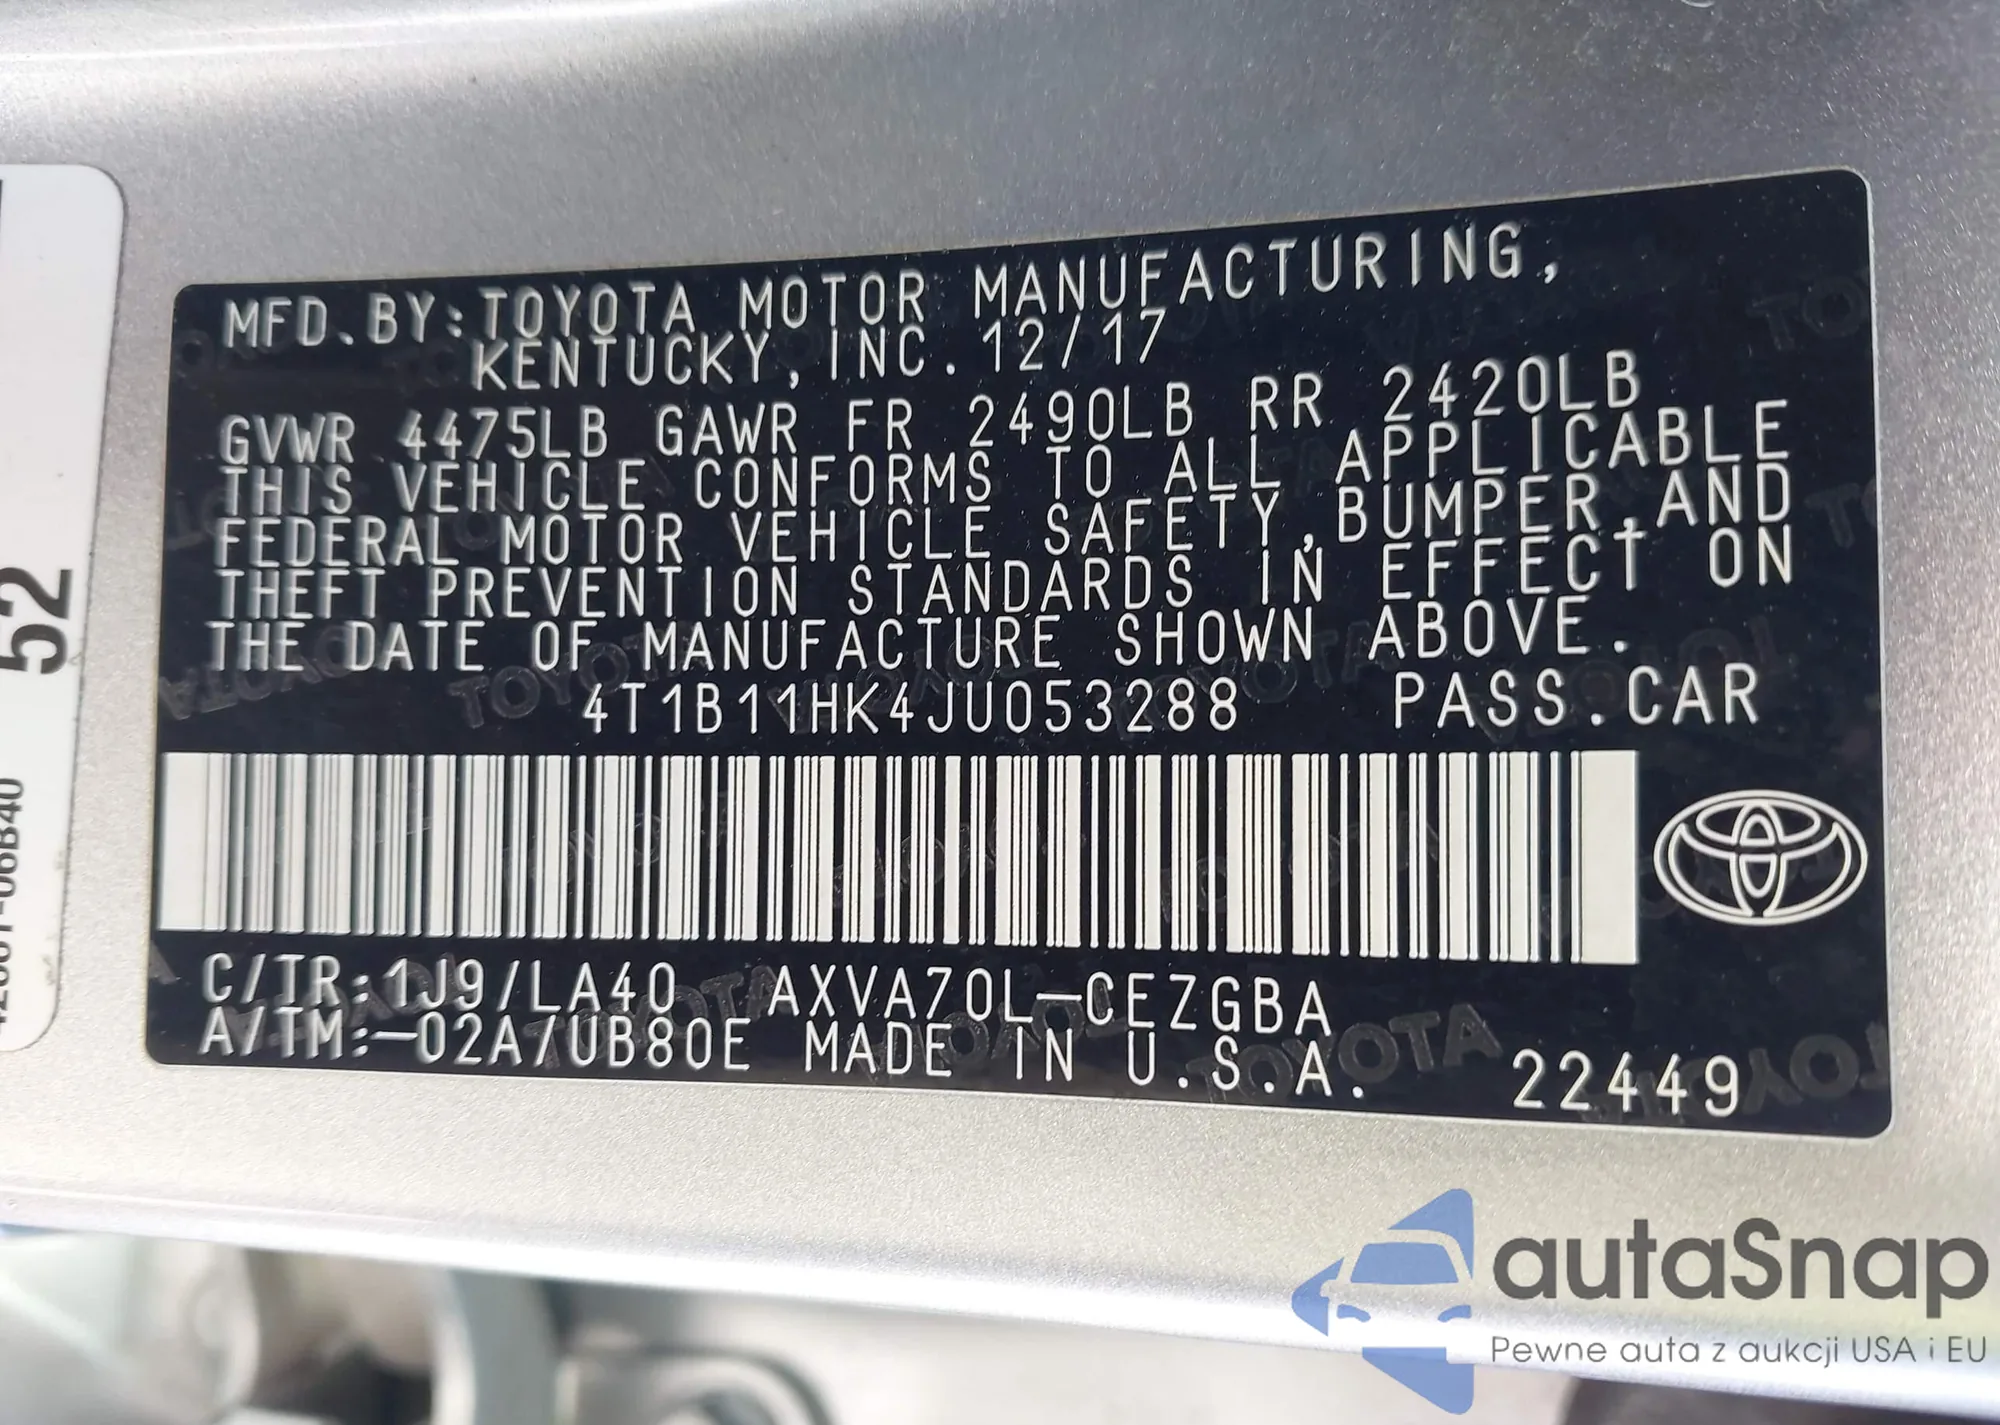 MFD.BY:TOYOTA MOTOR MANUFACTURING,
KENTUCKY,INC. 12/17
GVWR 4475LB GAWR FR 2490LB RR 2420LB
THIS VEHICLE CONFORMS TO ALL APPLICABLE
FEDERAL MOTOR VEHICLE SAFETY,BUMPER,AND
THEFT PREVENTION STANDARDS IN EFFECT ON
THE DATE OF MANUFACTURE SHOWN ABOVE.
4T1B11HK4JU053288 PASS.CAR
C/TR:1J9/LA40 AXVA70L-CEZGBA
A/TM:-02A/UB80E MADE IN U.S.A. 22449
52
autaSnap
Pewne auta z aukcji USA i EU